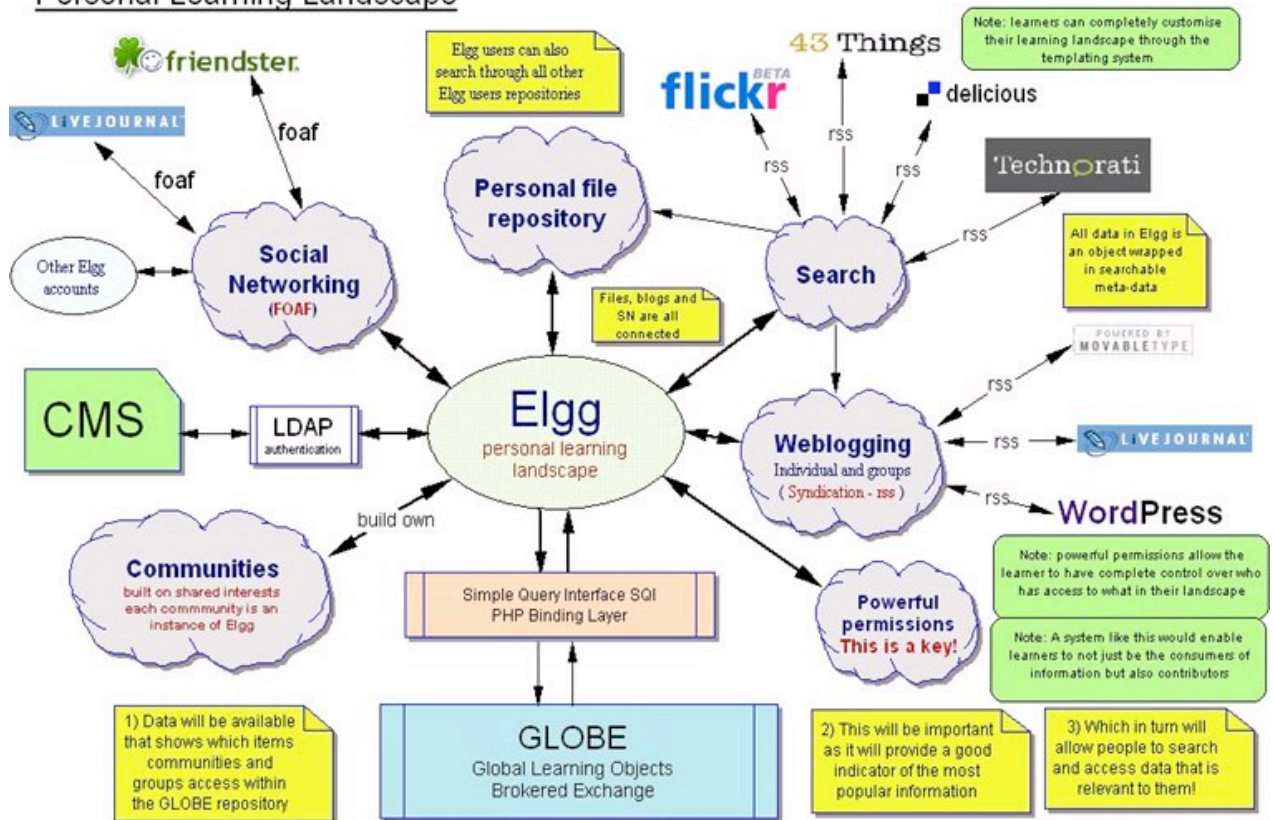 Personal Learning Landscape
friendster.
LIVEJOURNAL
foaf
foaf
Other Elgg
accounts
Social
Networking
(FOAF)
Elgg users can also
search through all other
Elgg users repositories
Personal file
repository
flickr
BETA
43 Things
delicious
Note: learners can completely customise
their learning landscape through the
templating system
rss
rss
rss
Technorati
rss
Search
All data in Elgg is
an object wrapped
in searchable
meta-data
Files, blogs and
SN are all
connected
POWERED BY
MOVABLETYPE
rss
CMS
LDAP
authentication
Elgg
personal learning
landscape
Weblogging
Individual and groups
( Syndication - rss )
rss
LIVEJOURNAL
rss
WordPress
build own
Communities
built on shared interests
each commmunity is an
instance of Elgg
Simple Query Interface SQI
PHP Binding Layer
Powerful
permissions
This is a key!
Note: powerful permissions allow the
learner to have complete control over who
has access to what in their landscape
Note: A system like this would enable
learners to not just be the consumers of
information but also contributors
1) Data will be available
that shows which items
communities and
groups access within
the GLOBE repository
GLOBE
Global Learning Objects
Brokered Exchange
2) This will be important
as it will provide a good
indicator of the most
popular information
3) Which in turn will
allow people to search
and access data that is
relevant to them!